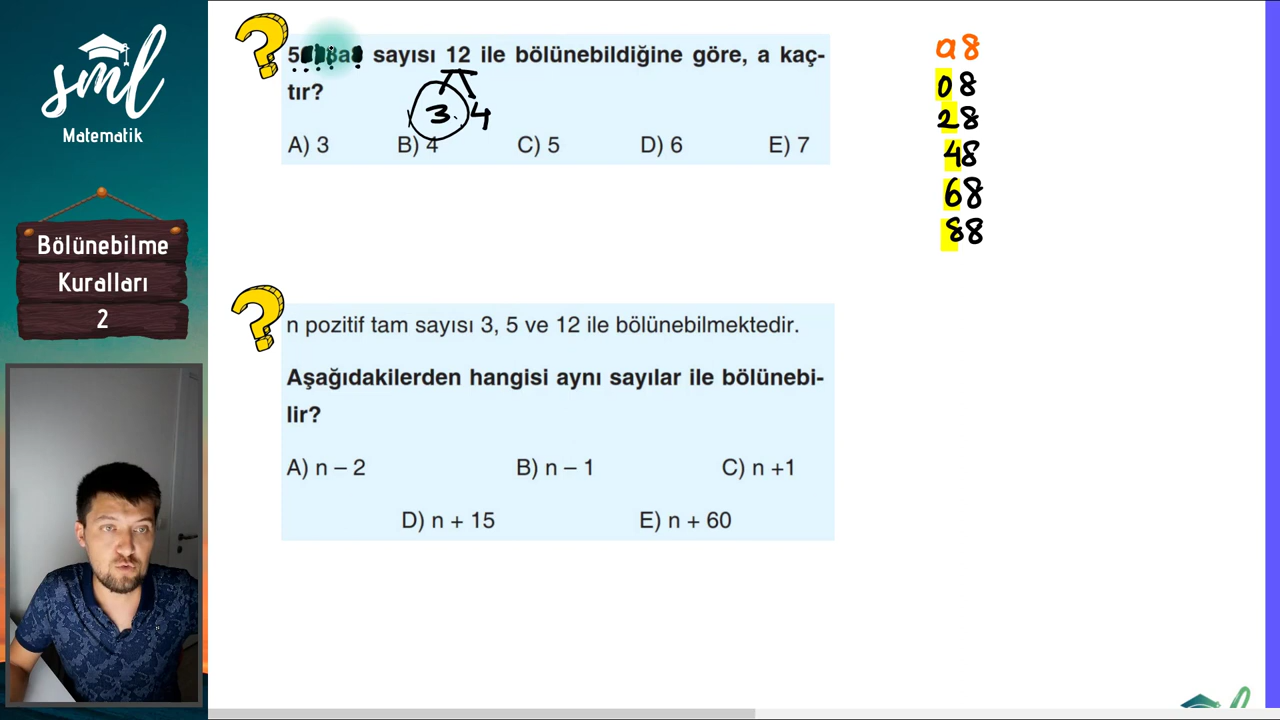 sml
Matematik
Bölünebilme
Kuralları
2
sayısı 12 ile bölünebildiğine göre, a kaç-
tır?
3 4
A) 3 B) 4 C) 5 D) 6 E) 7
n pozitif tam sayısı 3, 5 ve 12 ile bölünebilmektedir.
Aşağıdakilerden hangisi aynı sayılar ile bölünebi-
lir?
A) n – 2 B) n – 1 C) n +1
D) n + 15 E) n + 60
a8
08
28
48
68
88